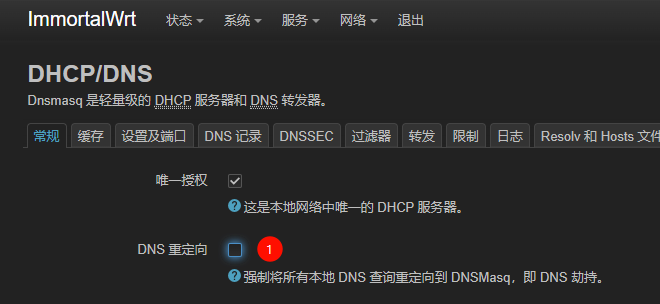 ImmortalWrt 状态 系统 服务 网络 退出
DHCP/DNS
Dnsmasq 是轻量级的 DHCP 服务器和 DNS 转发器。
常规 缓存 设置及端口 DNS 记录 DNSSEC 过滤器 转发 限制 日志 Resolv 和 Hosts 文件
唯一授权
? 这是本地网络中唯一的 DHCP 服务器。
DNS 重定向 1
? 强制将所有本地 DNS 查询重定向到 DNSMasq，即 DNS 劫持。